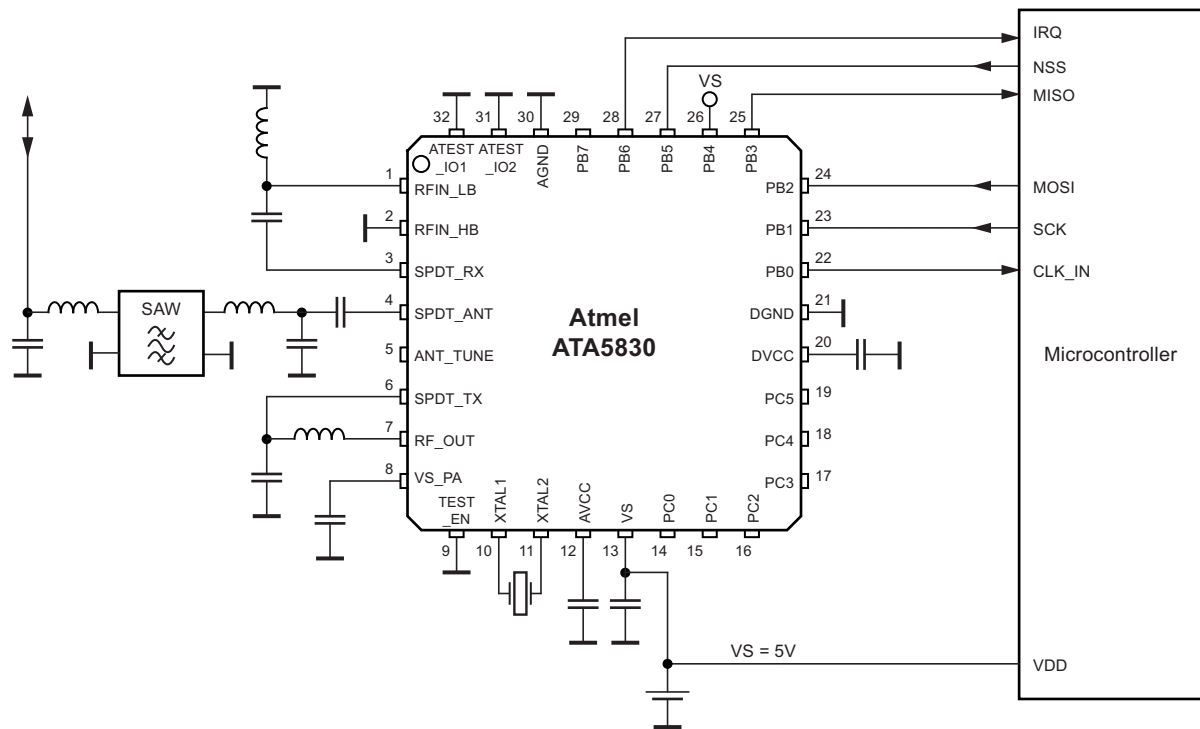 IRQ
NSS
MISO
MOSI
SCK
CLK_IN
Microcontroller
VDD
VS
32
31
30
29
28
27
26
25
ATEST
_IO1
ATEST
_IO2
AGND
PB7
PB6
PB5
PB4
PB3
1
RFIN_LB
2
RFIN_HB
3
SPDT_RX
4
SPDT_ANT
5
ANT_TUNE
6
SPDT_TX
7
RF_OUT
8
VS_PA
SAW
Atmel
ATA5830
PB2
24
PB1
23
PB0
22
DGND
21
DVCC
20
PC5
19
PC4
18
PC3
17
TEST
_EN
XTAL1
XTAL2
AVCC
VS
PC0
PC1
PC2
9
10
11
12
13
14
15
16
VS = 5V